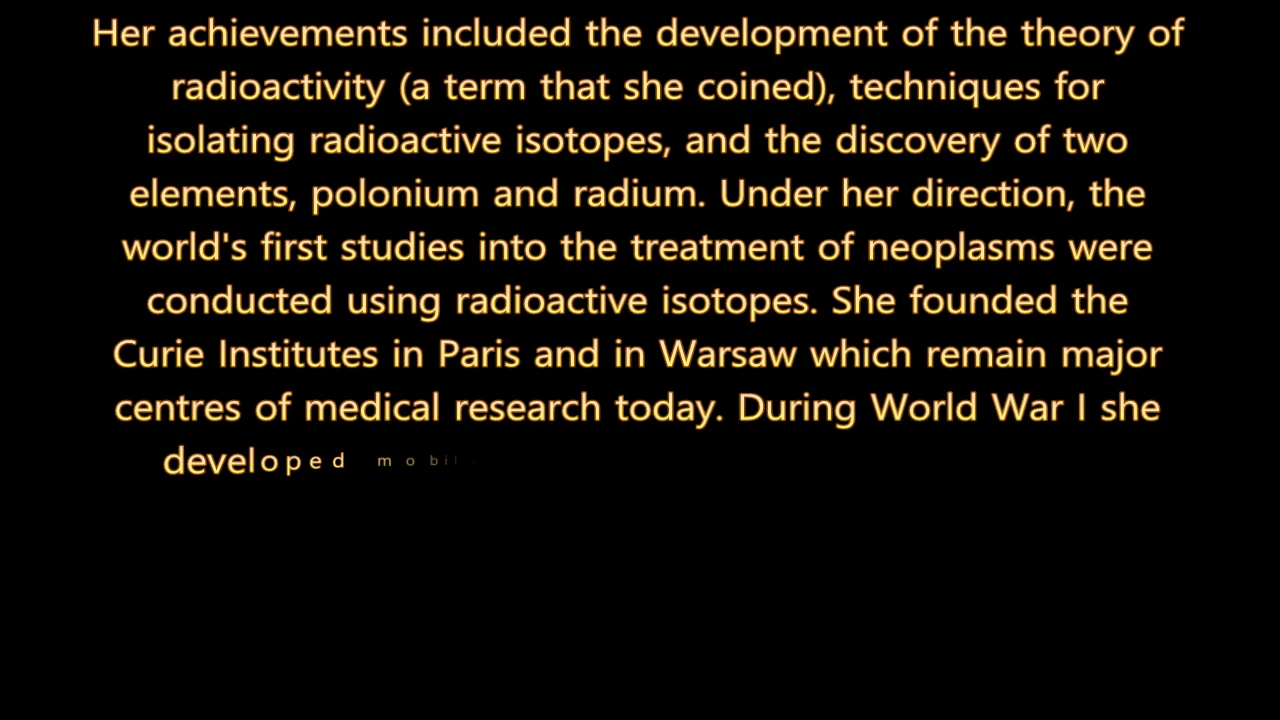 Her achievements included the development of the theory of
radioactivity (a term that she coined), techniques for
isolating radioactive isotopes, and the discovery of two
elements, polonium and radium. Under her direction, the
world's first studies into the treatment of neoplasms were
conducted using radioactive isotopes. She founded the
Curie Institutes in Paris and in Warsaw which remain major
centres of medical research today. During World War I she
developed